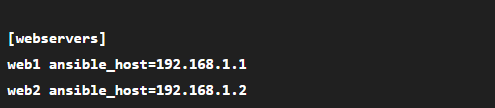 [webservers]
web1 ansible_host=192.168.1.1
web2 ansible_host=192.168.1.2